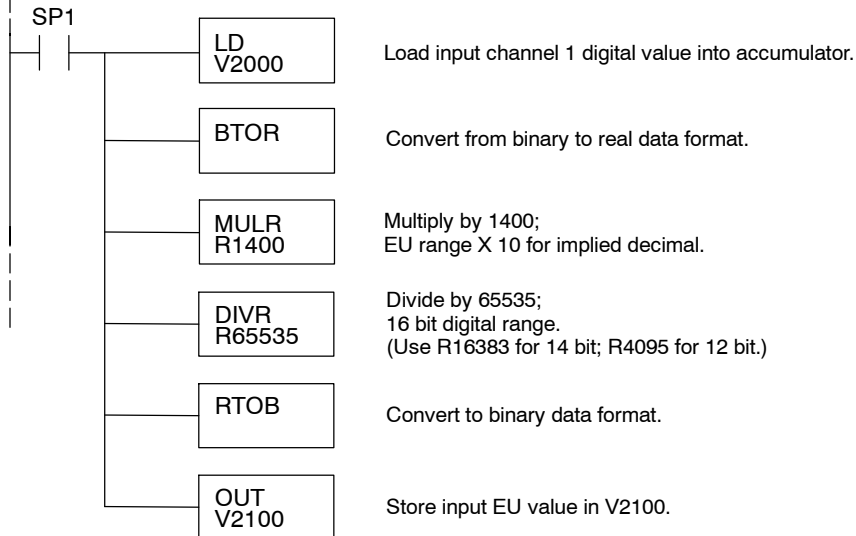 SP1
LD
V2000
Load input channel 1 digital value into accumulator.
BTOR
Convert from binary to real data format.
MULR
R1400
Multiply by 1400;
EU range X 10 for implied decimal.
DIVR
R65535
Divide by 65535;
16 bit digital range.
(Use R16383 for 14 bit; R4095 for 12 bit.)
RTOB
Convert to binary data format.
OUT
V2100
Store input EU value in V2100.